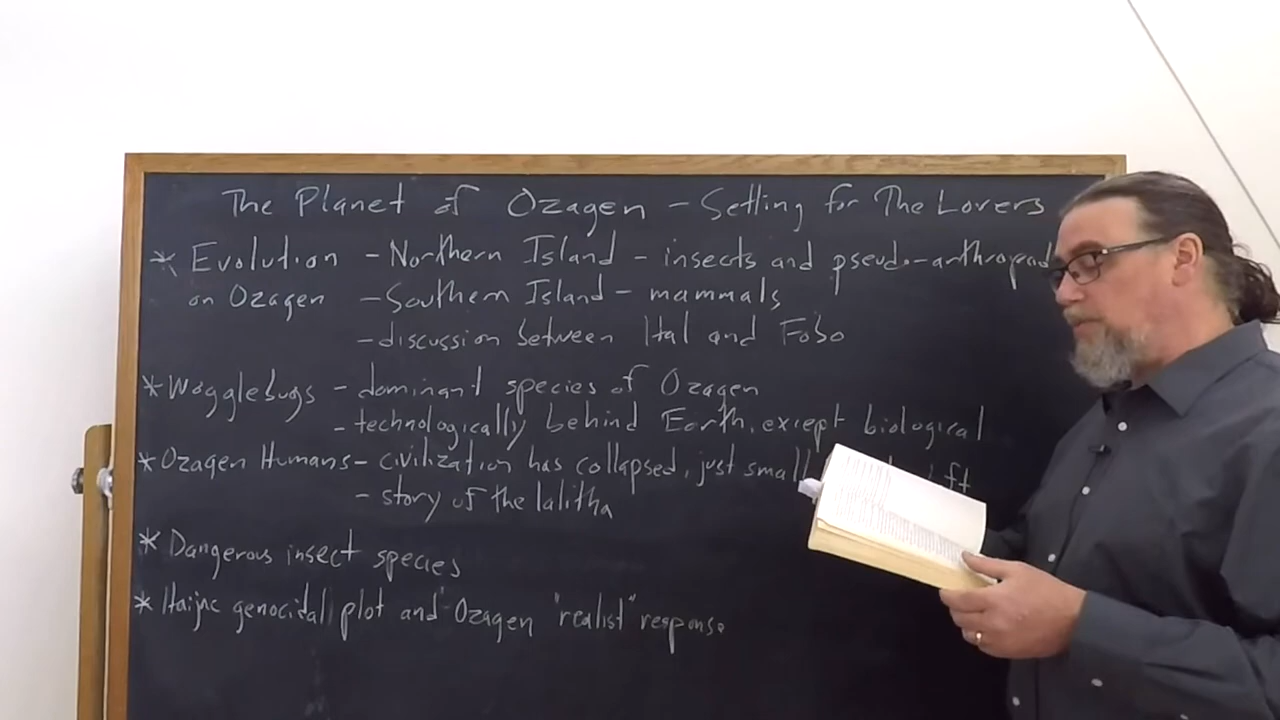 The Planet of Ozagen - Setting for The Lovers
* Evolution - Northern Island - insects and pseudo-arthropod
on Ozagen - Southern Island - mammals
- discussion between Hal and Fobo
* Wogglebugs - dominant species of Ozagen
- technologically behind Earth, except biological
* Ozagen Humans - civilization has collapsed, just small
- story of the lalitha
* Dangerous insect species
* Haijac genocidal plot and Ozagen "realist" response